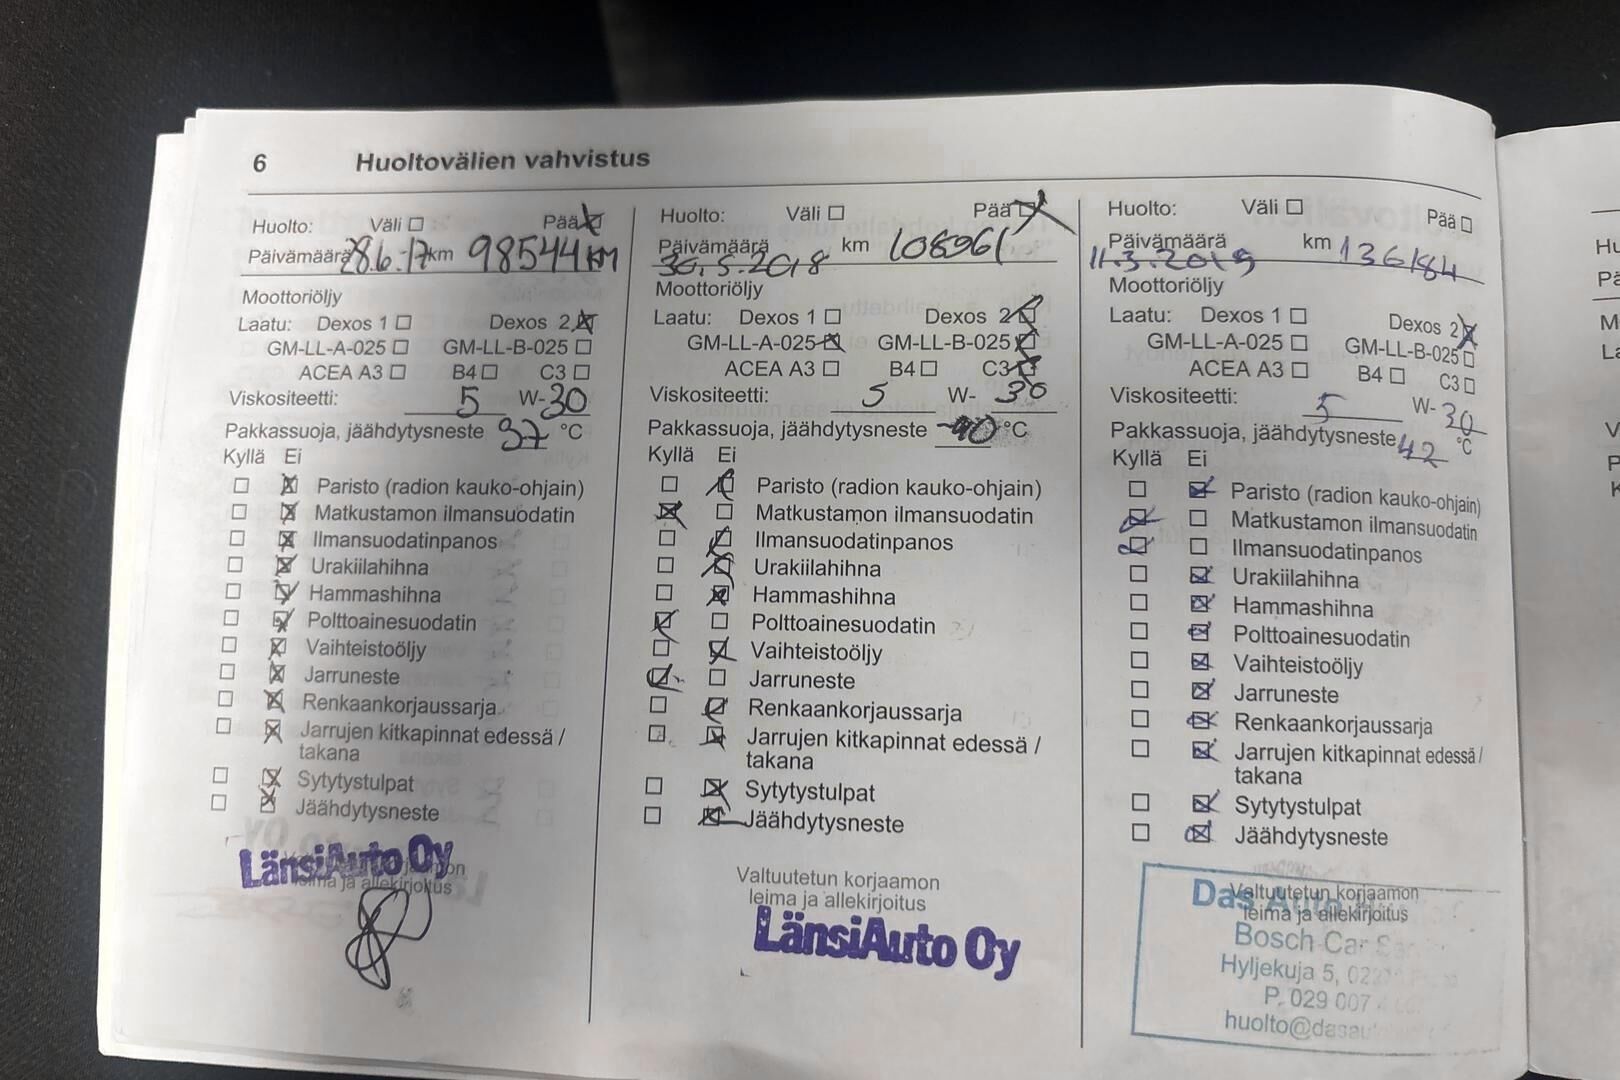 6 Huoltovälien vahvistus
Huolto: Väli Pää
Päivämäärä 28.6.-17 km 98544 KM
Moottoriöljy
Laatu: Dexos 1 Dexos 2
GM-LL-A-025 GM-LL-B-025
ACEA A3 B4 C3
Viskositeetti: 5 W-30
Pakkassuoja, jäähdytysneste 37 °C
Kyllä Ei
Paristo (radion kauko-ohjain)
Matkustamon ilmansuodatin
Ilmansuodatinpanos
Urakiilahihna
Hammashihna
Polttoainesuodatin
Vaihteistoöljy
Jarruneste
Renkaankorjaussarja
Jarrujen kitkapinnat edessä /
takana
Sytytystulpat
Jäähdytysneste
LänsiAuto Oy
leima ja allekirjoitus
Huolto: Väli Pää
Päivämäärä km 108961
30.5.2018
Moottoriöljy
Laatu: Dexos 1 Dexos 2
GM-LL-A-025 GM-LL-B-025
ACEA A3 B4 C3
Viskositeetti: 5 W- 30
Pakkassuoja, jäähdytysneste -40 °C
Kyllä Ei
Paristo (radion kauko-ohjain)
Matkustamon ilmansuodatin
Ilmansuodatinpanos
Urakiilahihna
Hammashihna
Polttoainesuodatin
Vaihteistoöljy
Jarruneste
Renkaankorjaussarja
Jarrujen kitkapinnat edessä /
takana
Sytytystulpat
Jäähdytysneste
Valtuutetun korjaamon
leima ja allekirjoitus
LänsiAuto Oy
Huolto: Väli Pää
Päivämäärä km 136184
11.3.2019
Moottoriöljy
Laatu: Dexos 1 Dexos 2
GM-LL-A-025 GM-LL-B-025
ACEA A3 B4 C3
Viskositeetti: 5 W- 30
Pakkassuoja, jäähdytysneste 42 °C
Kyllä Ei
Paristo (radion kauko-ohjain)
Matkustamon ilmansuodatin
Ilmansuodatinpanos
Urakiilahihna
Hammashihna
Polttoainesuodatin
Vaihteistoöljy
Jarruneste
Renkaankorjaussarja
Jarrujen kitkapinnat edessä /
takana
Sytytystulpat
Jäähdytysneste
Valtuutetun korjaamon
leima ja allekirjoitus
Das Auto
Bosch Car
Hyljekuja 5,
P. 029 007